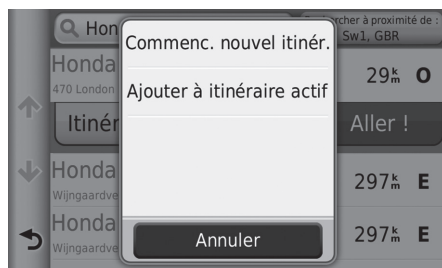 Hon
rcher à proximité de :
Sw1, GBR
Commenc. nouvel itinér.
Honda
470 London
29 km O
Ajouter à itinéraire actif
Itinér
Aller !
Honda
Wijngaardve
297 km E
Honda
Wijngaardve
297 km E
Annuler